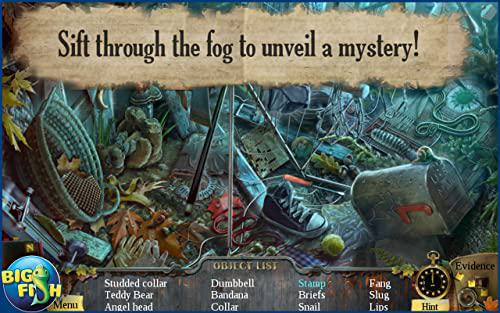 Sift through the fog to unveil a mystery!
OBJECT LIST
Evidence
Studded collar Dumbbell Stamp Fang
Teddy Bear Bandana Briefs Slug
Angel head Collar Snail Lips
BIG FISH
Menu
Hint
N